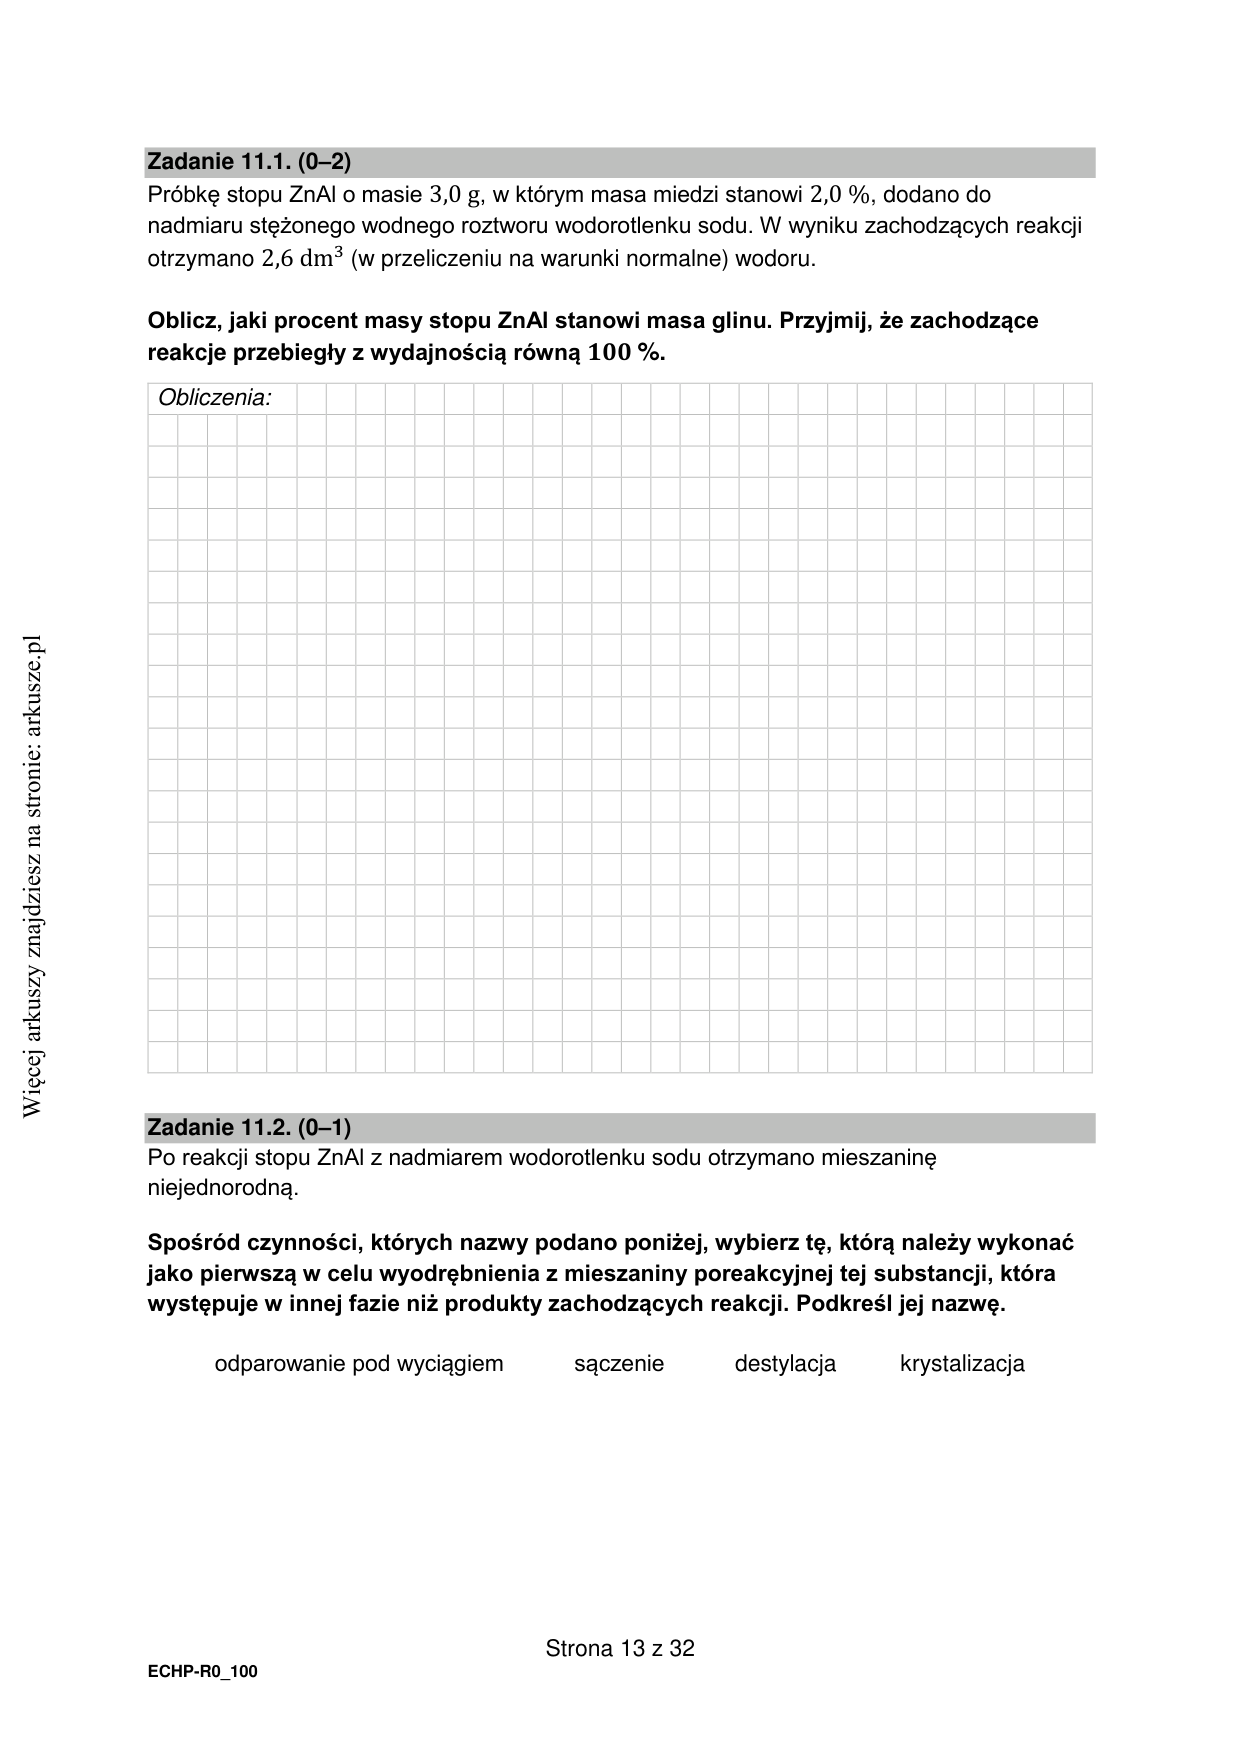 Zadanie 11.1. (0–2)
Próbkę stopu ZnAl o masie 3,0 g, w którym masa miedzi stanowi 2,0 %, dodano do
nadmiaru stężonego wodnego roztworu wodorotlenku sodu. W wyniku zachodzących reakcji
otrzymano 2,6 dm³ (w przeliczeniu na warunki normalne) wodoru.
Oblicz, jaki procent masy stopu ZnAl stanowi masa glinu. Przyjmij, że zachodzące
reakcje przebiegły z wydajnością równą 100 %.
Obliczenia:
Zadanie 11.2. (0–1)
Po reakcji stopu ZnAl z nadmiarem wodorotlenku sodu otrzymano mieszaninę
niejednorodną.
Spośród czynności, których nazwy podano poniżej, wybierz tę, którą należy wykonać
jako pierwszą w celu wyodrębnienia z mieszaniny poreakcyjnej tej substancji, która
występuje w innej fazie niż produkty zachodzących reakcji. Podkreśl jej nazwę.
odparowanie pod wyciągiem sączenie destylacja krystalizacja
Strona 13 z 32
ECHP-R0_100
Więcej arkuszy znajdziesz na stronie: arkusze.pl